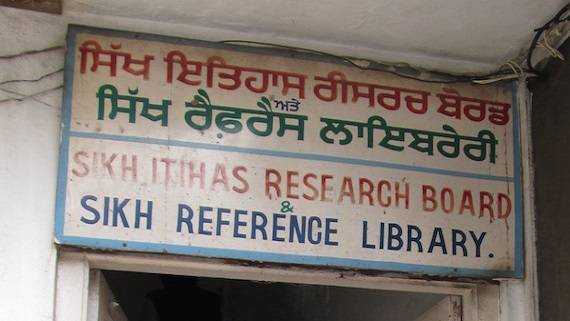 ਸਿੱਖ ਇਤਿਹਾਸ ਰੀਸਰਚ ਬੋਰਡ
ਅਤੇ
ਸਿੱਖ ਰੈਫਰੈਂਸ ਲਾਇਬਰੇਰੀ
SIKH ITIHAS RESEARCH BOARD
&
SIKH REFERENCE LIBRARY.